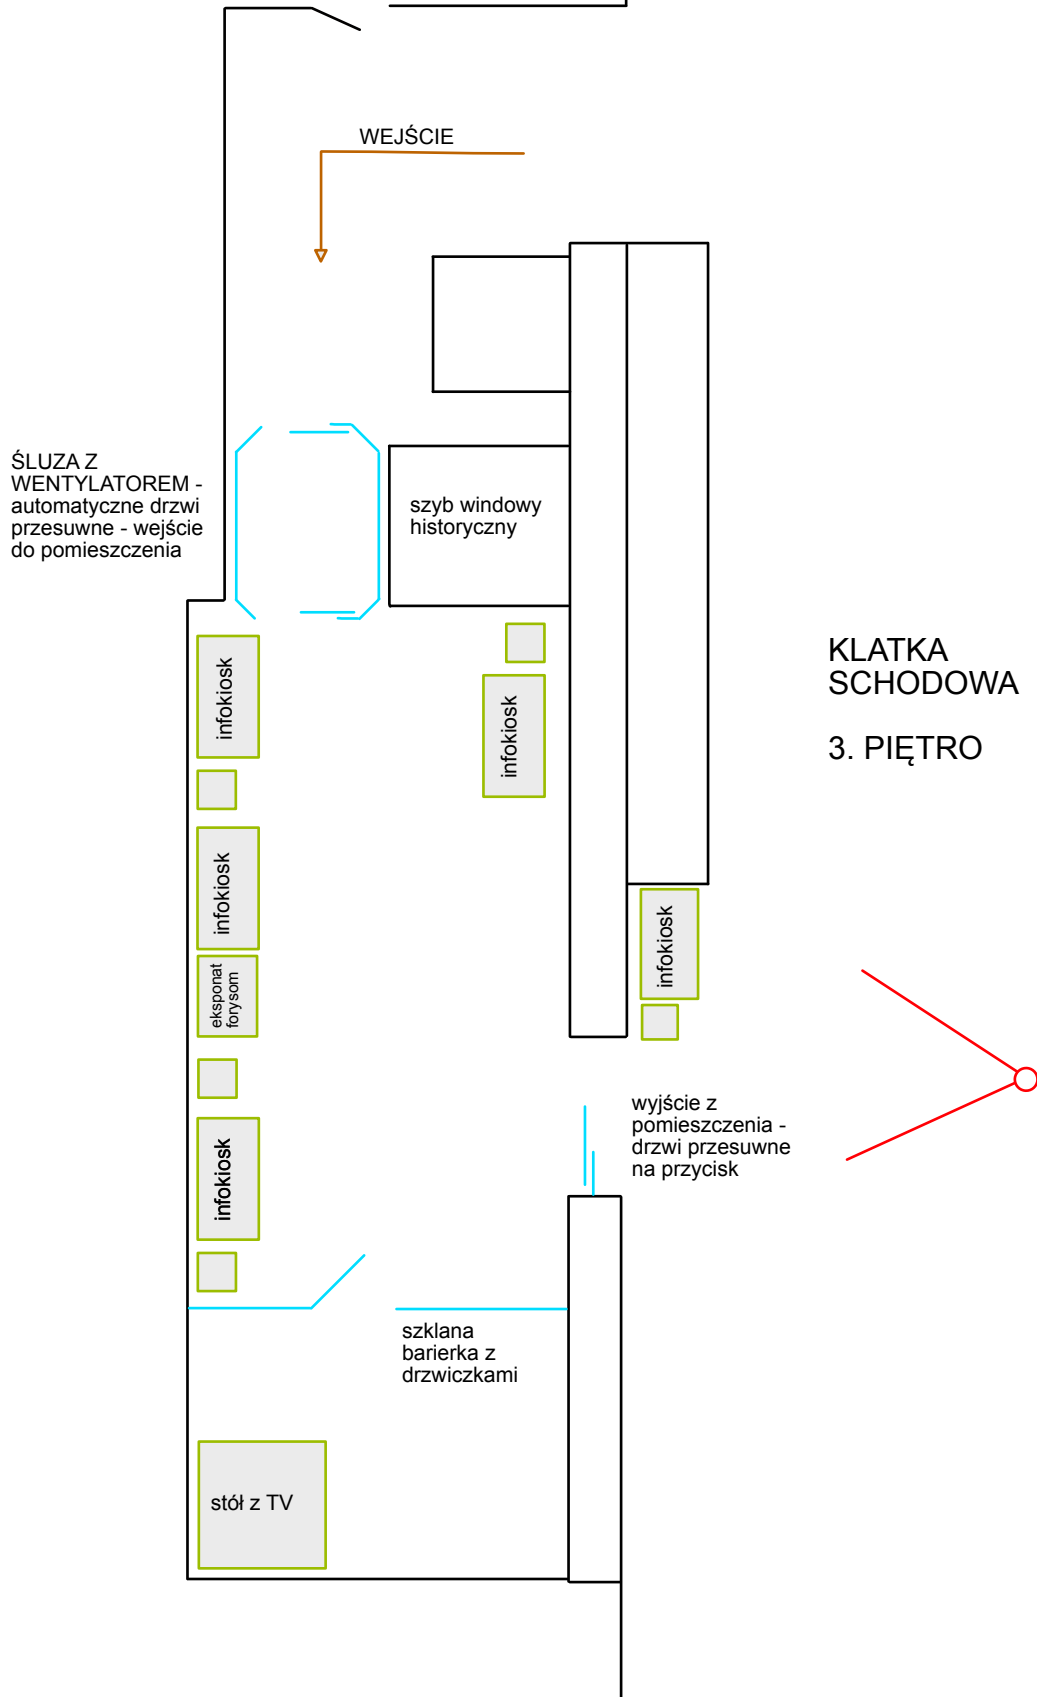 WEJŚCIE
ŚLUZA Z
WENTYLATOREM -
automatyczne drzwi
przesuwne - wejście
do pomieszczenia
szyb windowy
historyczny
infokiosk
infokiosk
KLATKA
SCHODOWA
3. PIĘTRO
infokiosk
infokiosk
eksponat
forysom
wyjście z
pomieszczenia -
drzwi przesuwne
na przycisk
infokiosk
szklana
barierka z
drzwiczkami
stół z TV